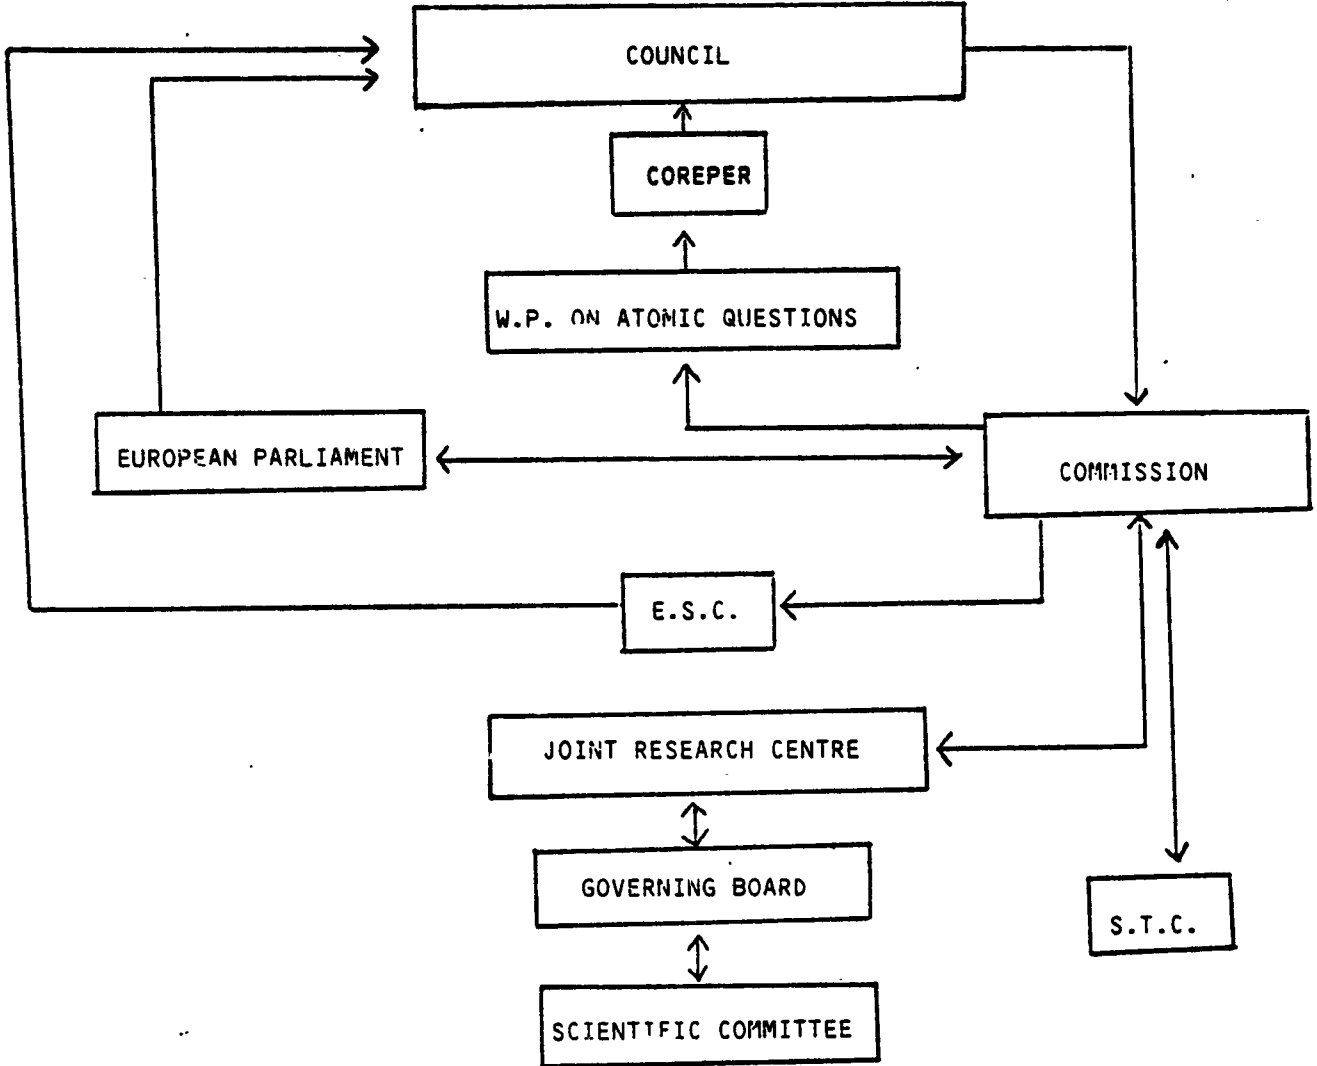 COUNCIL
COREPER
W.P. ON ATOMIC QUESTIONS
EUROPEAN PARLIAMENT
COMMISSION
E.S.C.
JOINT RESEARCH CENTRE
GOVERNING BOARD
S.T.C.
SCIENTIFIC COMMITTEE